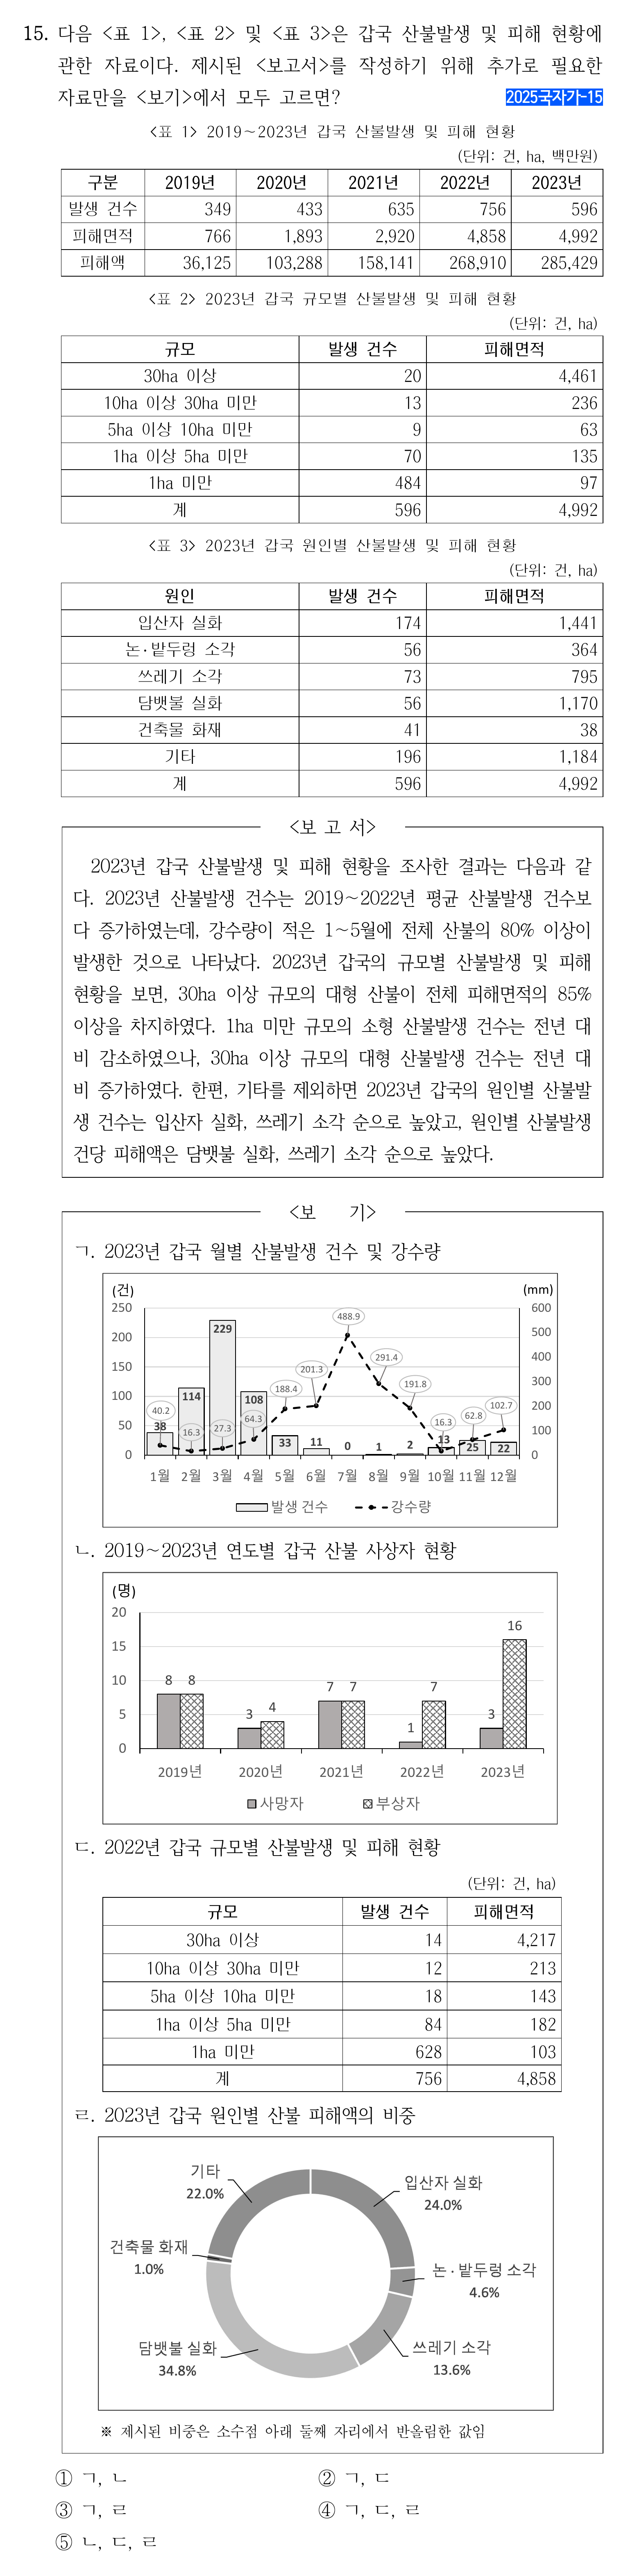 15. 다음 <표 1>, <표 2> 및 <표 3>은 갑국 산불발생 및 피해 현황에
관한 자료이다. 제시된 <보고서>를 작성하기 위해 추가로 필요한
자료만을 <보기>에서 모두 고르면? 2025국자가-15
<표 1> 2019~2023년 갑국 산불발생 및 피해 현황
(단위: 건, ha, 백만원)
구분 2019년 2020년 2021년 2022년 2023년
발생 건수 349 433 635 756 596
피해면적 766 1,893 2,920 4,858 4,992
피해액 36,125 103,288 158,141 268,910 285,429
<표 2> 2023년 갑국 규모별 산불발생 및 피해 현황
(단위: 건, ha)
규모 발생 건수 피해면적
30ha 이상 20 4,461
10ha 이상 30ha 미만 13 236
5ha 이상 10ha 미만 9 63
1ha 이상 5ha 미만 70 135
1ha 미만 484 97
계 596 4,992
<표 3> 2023년 갑국 원인별 산불발생 및 피해 현황
(단위: 건, ha)
원인 발생 건수 피해면적
입산자 실화 174 1,441
논·밭두렁 소각 56 364
쓰레기 소각 73 795
담뱃불 실화 56 1,170
건축물 화재 41 38
기타 196 1,184
계 596 4,992
<보 고 서>
2023년 갑국 산불발생 및 피해 현황을 조사한 결과는 다음과 같
다. 2023년 산불발생 건수는 2019~2022년 평균 산불발생 건수보
다 증가하였는데, 강수량이 적은 1~5월에 전체 산불의 80% 이상이
발생한 것으로 나타났다. 2023년 갑국의 규모별 산불발생 및 피해
현황을 보면, 30ha 이상 규모의 대형 산불이 전체 피해면적의 85%
이상을 차지하였다. 1ha 미만 규모의 소형 산불발생 건수는 전년 대
비 감소하였으나, 30ha 이상 규모의 대형 산불발생 건수는 전년 대
비 증가하였다. 한편, 기타를 제외하면 2023년 갑국의 원인별 산불발
생 건수는 입산자 실화, 쓰레기 소각 순으로 높았고, 원인별 산불발생
건당 피해액은 담뱃불 실화, 쓰레기 소각 순으로 높았다.
<보 기>
ㄱ. 2023년 갑국 월별 산불발생 건수 및 강수량
(건) (mm)
250 200 150 100 50 0
600 500 400 300 200 100 0
38 114 229 108 33 11 0 1 2 13 25 22
40.2 16.3 27.3 64.3 188.4 201.3 488.9 291.4 191.8 16.3 62.8 102.7
1월 2월 3월 4월 5월 6월 7월 8월 9월 10월 11월 12월
발생 건수 강수량
ㄴ. 2019~2023년 연도별 갑국 산불 사상자 현황
(명)
20 15 10 5 0
8 8 3 4 7 7 1 7 3 16
2019년 2020년 2021년 2022년 2023년
사망자 부상자
ㄷ. 2022년 갑국 규모별 산불발생 및 피해 현황
(단위: 건, ha)
규모 발생 건수 피해면적
30ha 이상 14 4,217
10ha 이상 30ha 미만 12 213
5ha 이상 10ha 미만 18 143
1ha 이상 5ha 미만 84 182
1ha 미만 628 103
계 756 4,858
ㄹ. 2023년 갑국 원인별 산불 피해액의 비중
입산자 실화
24.0%
논·밭두렁 소각
4.6%
쓰레기 소각
13.6%
담뱃불 실화
34.8%
건축물 화재
1.0%
기타
22.0%
※ 제시된 비중은 소수점 아래 둘째 자리에서 반올림한 값임
① ㄱ, ㄴ ② ㄱ, ㄷ
③ ㄱ, ㄹ ④ ㄱ, ㄷ, ㄹ
⑤ ㄴ, ㄷ, ㄹ